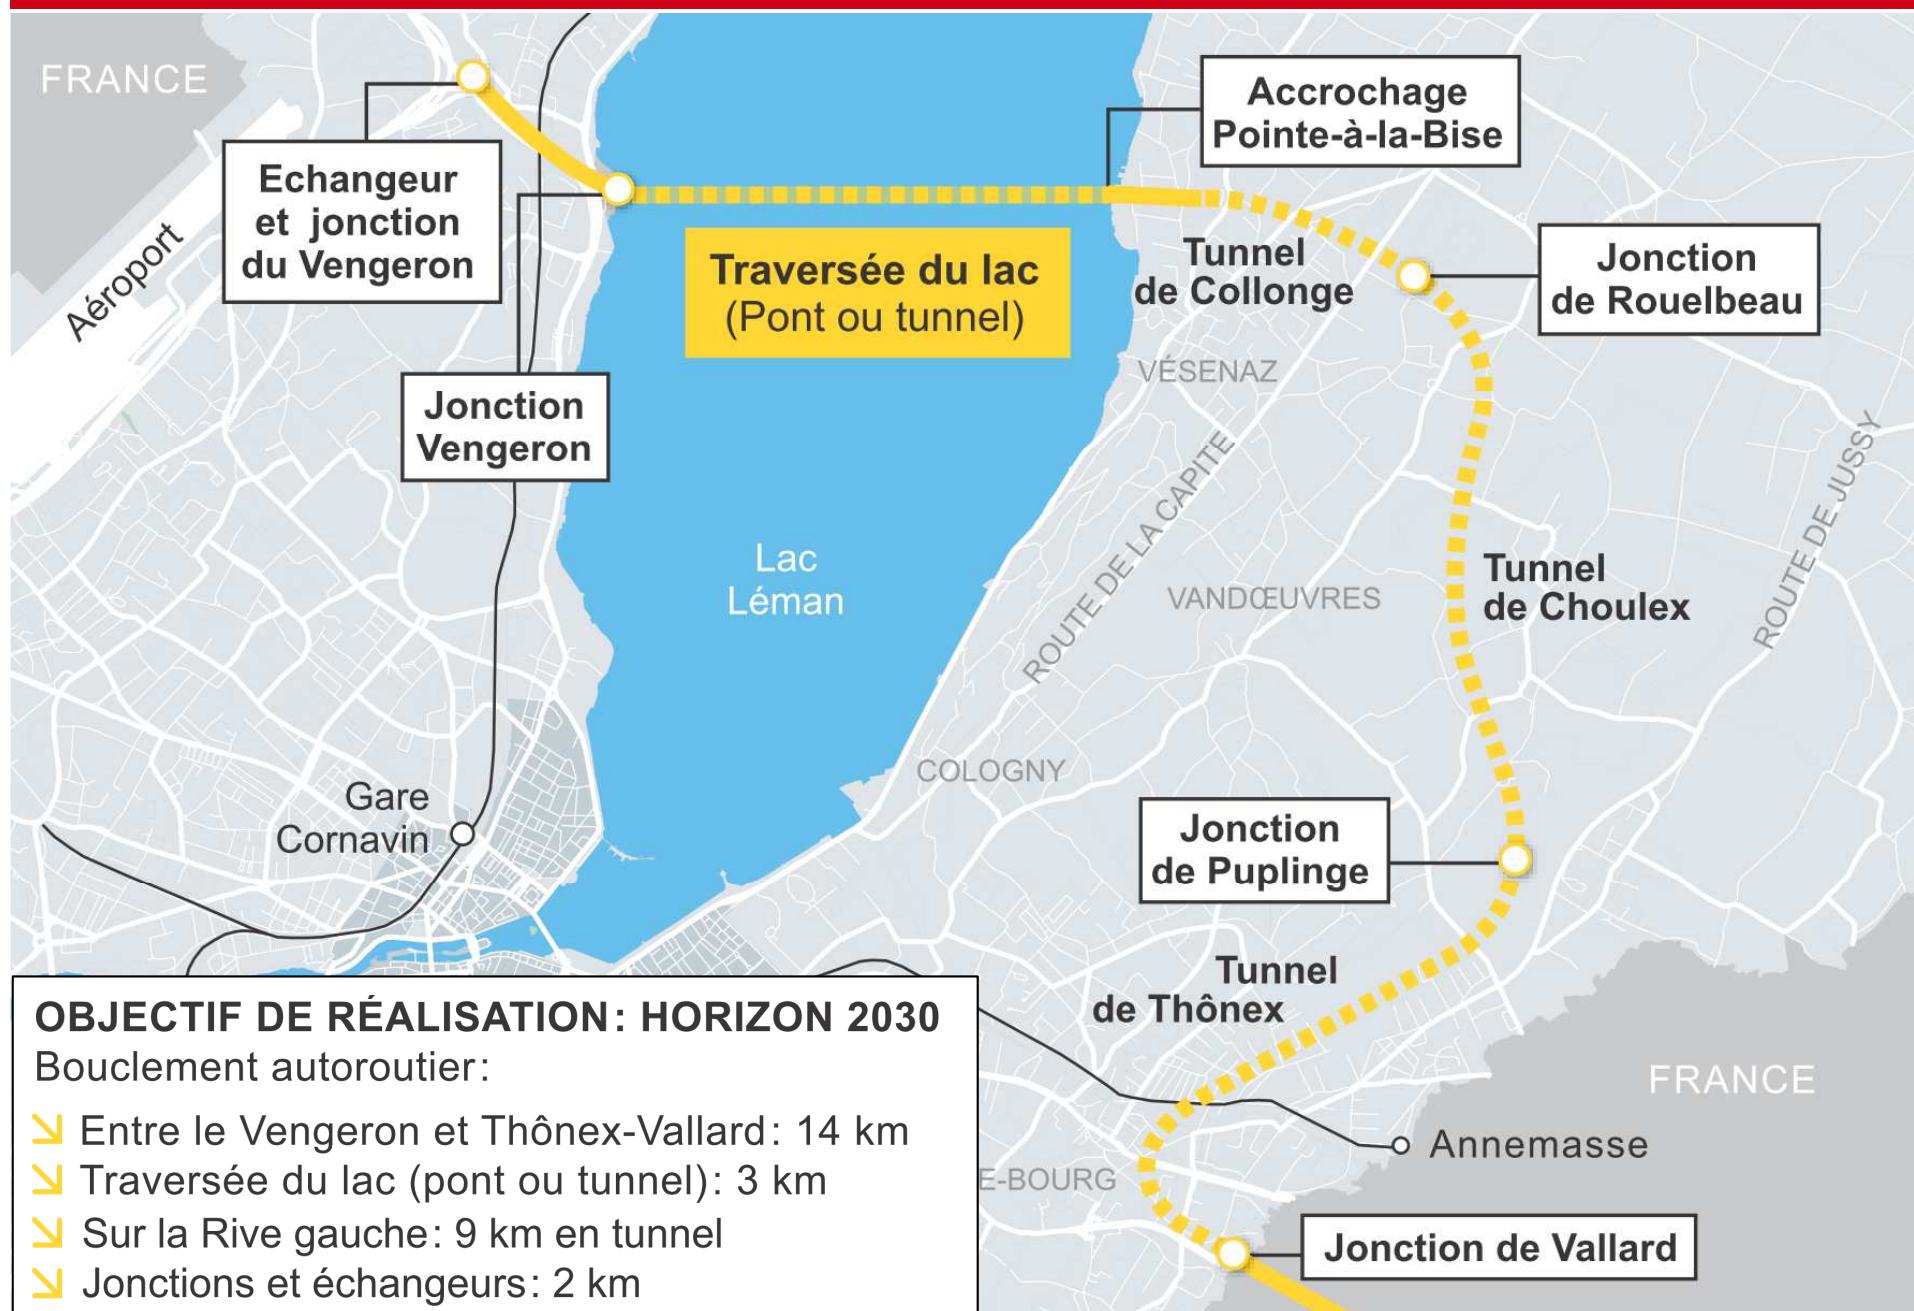 FRANCE
Accrochage
Pointe-à-la-Bise
Echangeur
et jonction
du Vengeron
Aéroport
Traversée du lac
(Pont ou tunnel)
Tunnel
de Collonge
Jonction
de Rouelbeau
VÉSENAZ
Jonction
Vengeron
ROUTE DE LA CAPITE
ROUTE DE JUSSY
Lac
Léman
VANDŒUVRES
Tunnel
de Choulex
COLOGNY
Gare
Cornavin
Jonction
de Puplinge
Tunnel
de Thônex
OBJECTIF DE RÉALISATION: HORIZON 2030
Bouclement autoroutier:
Entre le Vengeron et Thônex-Vallard: 14 km
Traversée du lac (pont ou tunnel): 3 km
Sur la Rive gauche: 9 km en tunnel
Jonctions et échangeurs: 2 km
FRANCE
Annemasse
E-BOURG
Jonction de Vallard